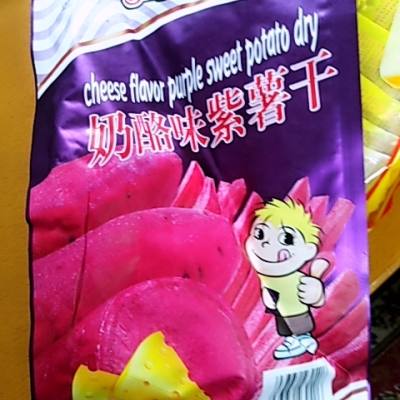 cheese flavor purple sweet potato dry
奶酪味紫薯干